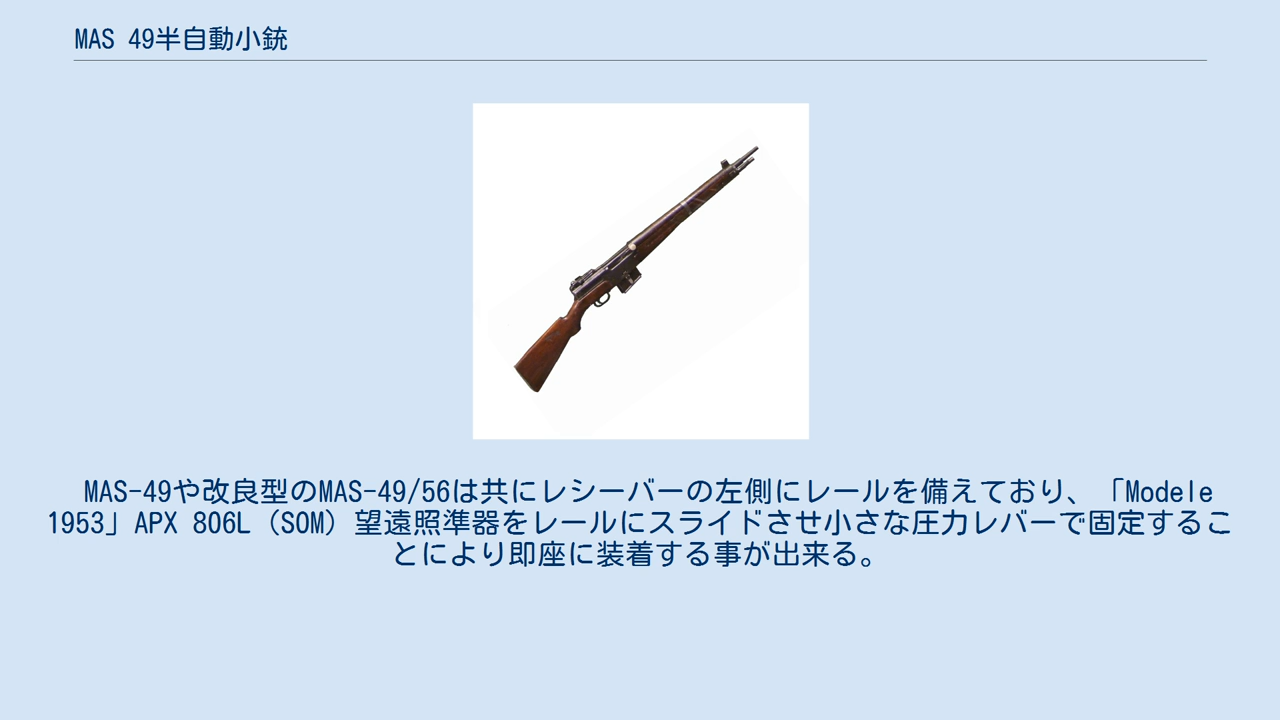 MAS 49半自動小銃
MAS-49や改良型のMAS-49/56は共にレシーバーの左側にレールを備えており、「Modele
1953」APX 806L（SOM）望遠照準器をレールにスライドさせ小さな圧力レバーで固定するこ
とにより即座に装着する事が出来る。